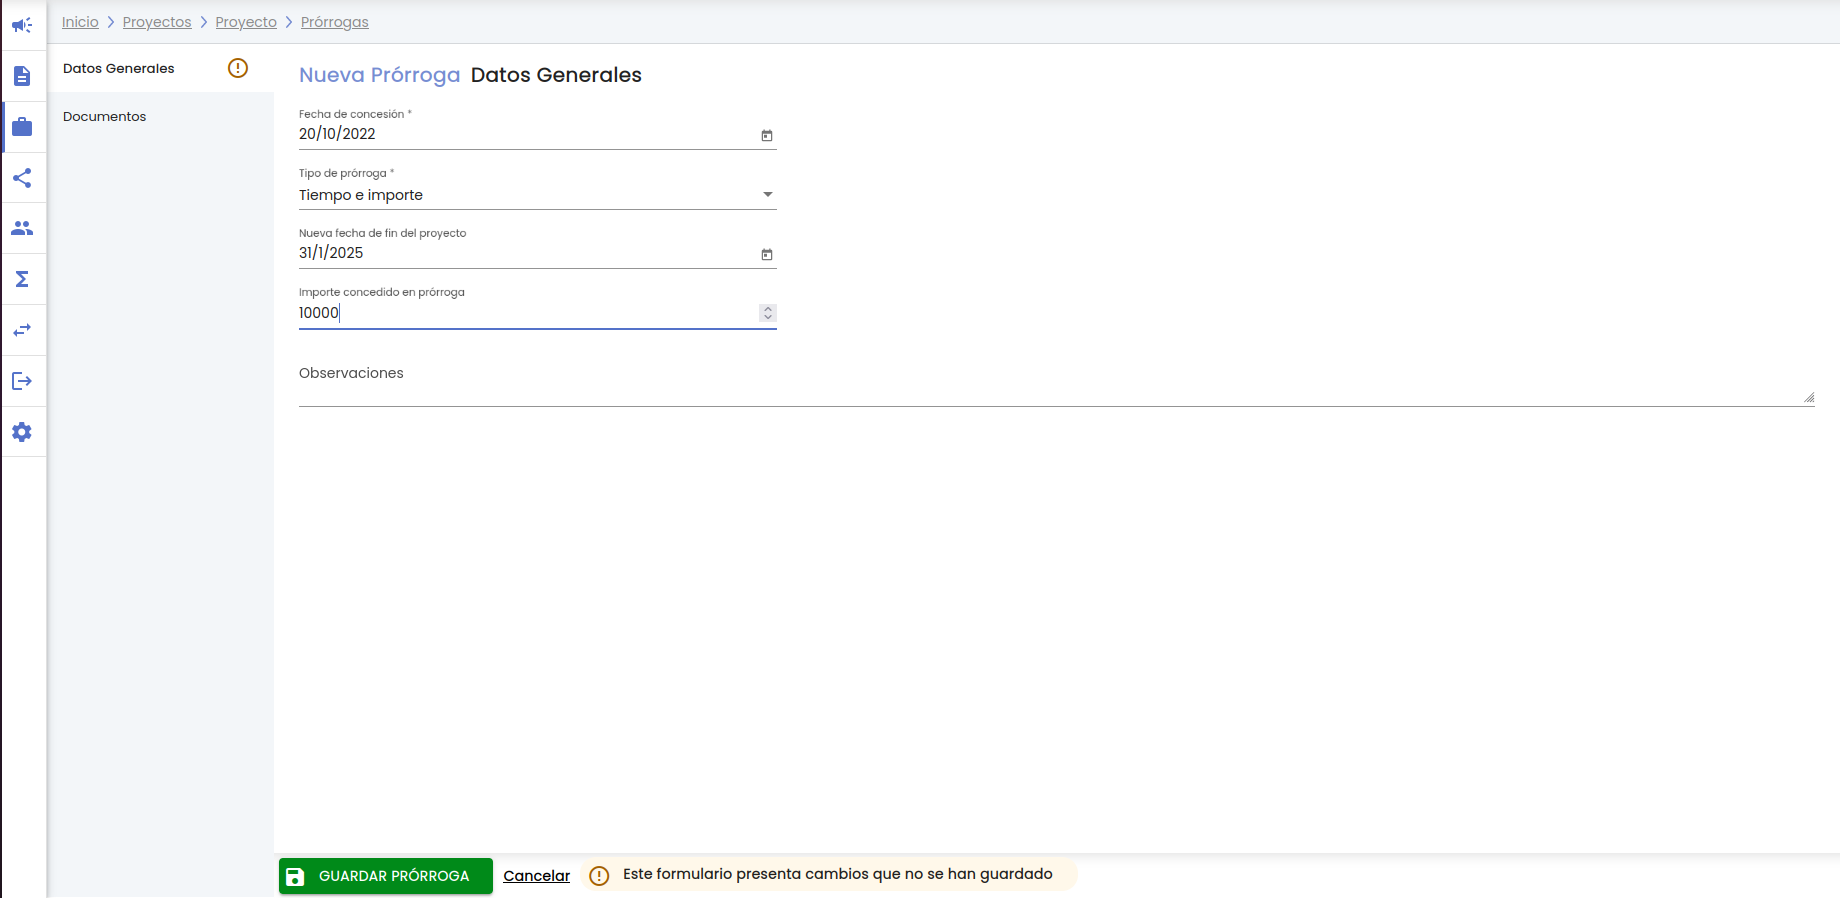 Inicio > Proyectos > Proyecto > Prórrogas
Datos Generales
Documentos
Nueva Prórroga Datos Generales
Fecha de concesión *
20/10/2022
Tipo de prórroga *
Tiempo e importe
Nueva fecha de fin del proyecto
31/1/2025
Importe concedido en prórroga
10000
Observaciones
GUARDAR PRÓRROGA Cancelar Este formulario presenta cambios que no se han guardado